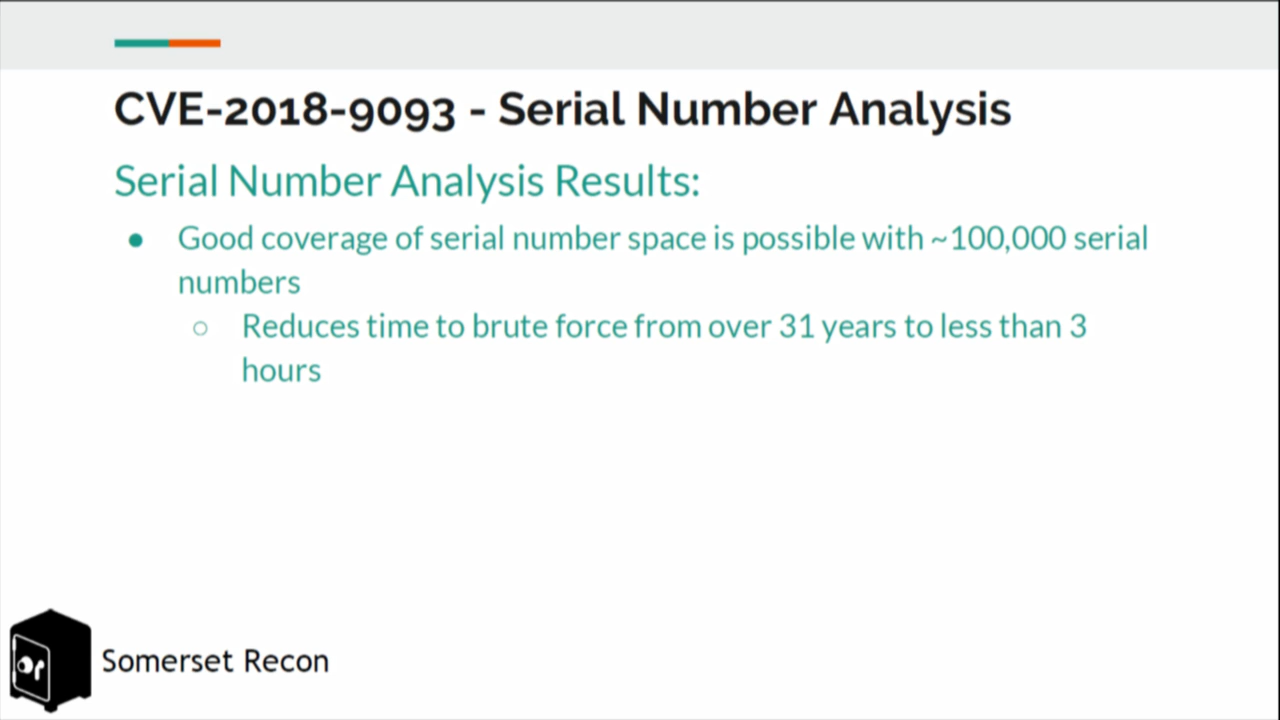 CVE-2018-9093 - Serial Number Analysis
Serial Number Analysis Results:
● Good coverage of serial number space is possible with ~100,000 serial
numbers
○ Reduces time to brute force from over 31 years to less than 3
hours
Somerset Recon